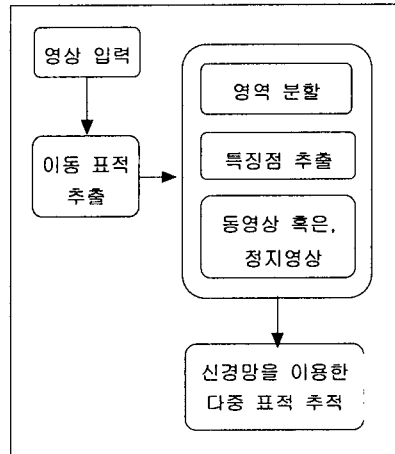 영상 입력
이동 표적
추출
영역 분할
특징점 추출
동영상 혹은,
정지영상
신경망을 이용한
다중 표적 추적